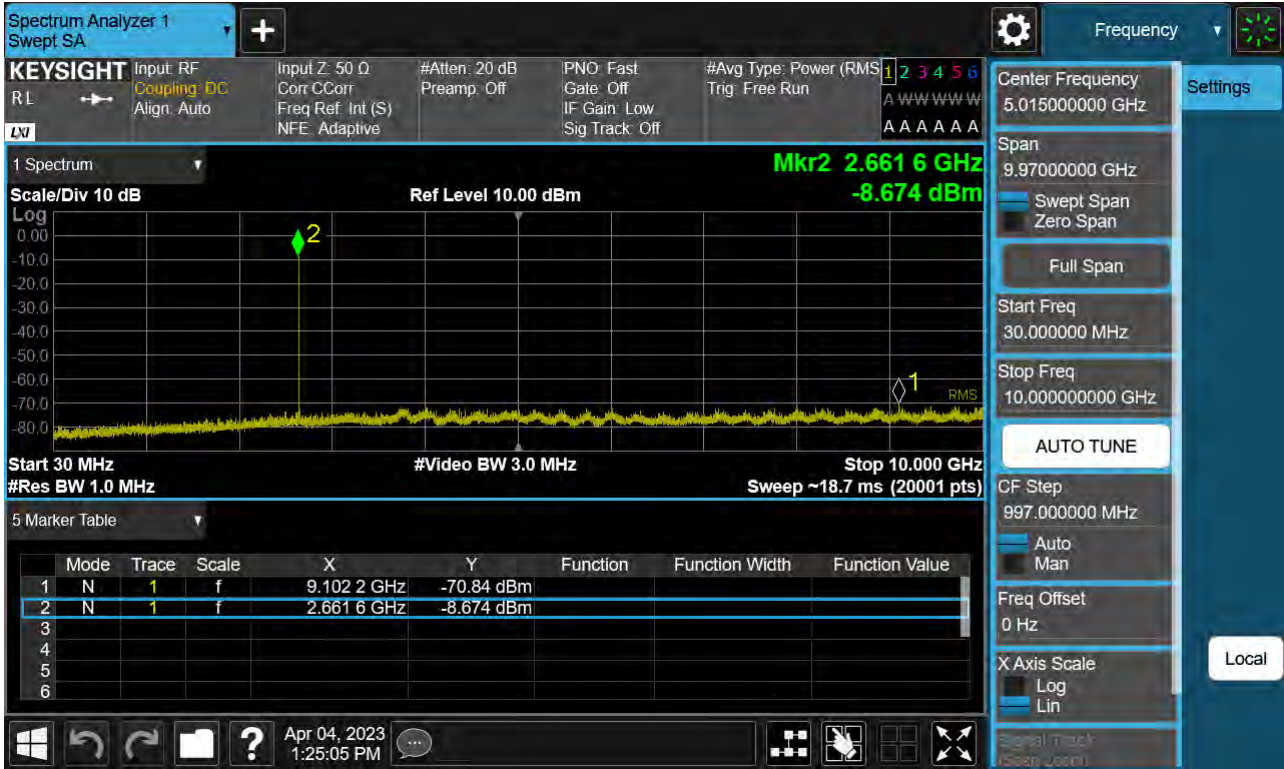 Spectrum Analyzer 1
Swept SA
+
Frequency
KEYSIGHT
RL
LXI
Input: RF
Coupling: DC
Align: Auto
Input Z: 50 Ω
Corr CCorr
Freq Ref: Int (S)
NFE: Adaptive
#Atten: 20 dB
Preamp: Off
PNO: Fast
Gate: Off
IF Gain: Low
Sig Track: Off
#Avg Type: Power (RMS
Trig: Free Run
1 2 3 4 5 6
A W W W W W
A A A A A A
1 Spectrum
Mkr2 2.661 6 GHz
-8.674 dBm
Scale/Div 10 dB
Ref Level 10.00 dBm
Log
0.00
-10.0
-20.0
-30.0
-40.0
-50.0
-60.0
-70.0
-80.0
2
1
RMS
Start 30 MHz
#Video BW 3.0 MHz
Stop 10.000 GHz
#Res BW 1.0 MHz
Sweep ~18.7 ms (20001 pts)
5 Marker Table
Mode Trace Scale X Y Function Function Width Function Value
1 N 1 f 9.102 2 GHz -70.84 dBm
2 N 1 f 2.661 6 GHz -8.674 dBm
3
4
5
6
Apr 04, 2023
1:25:05 PM
?
Center Frequency
5.015000000 GHz
Span
9.97000000 GHz
Swept Span
Zero Span
Full Span
Start Freq
30.000000 MHz
Stop Freq
10.000000000 GHz
AUTO TUNE
CF Step
997.000000 MHz
Auto
Man
Freq Offset
0 Hz
X Axis Scale
Log
Lin
Signal Track
(Span Zoom)
Settings
Local